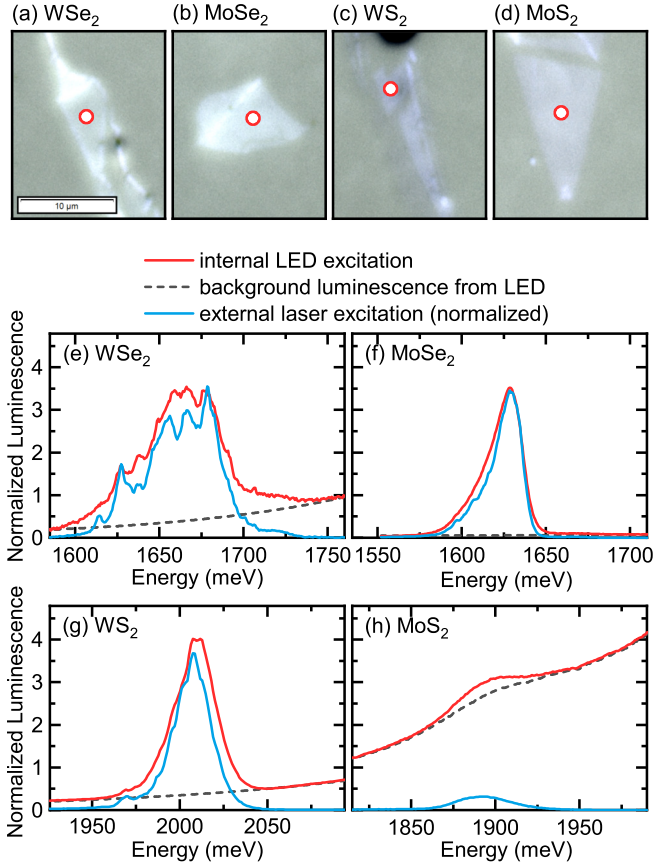 (a) WSe₂ (b) MoSe₂ (c) WS₂ (d) MoS₂
10 µm
internal LED excitation
background luminescence from LED
external laser excitation (normalized)
Normalized Luminescence
(e) WSe₂
4
3
2
1
0
1600 1650 1700 1750
Energy (meV)
(f) MoSe₂
1550 1600 1650 1700
Energy (meV)
Normalized Luminescence
(g) WS₂
4
3
2
1
0
1950 2000 2050
Energy (meV)
(h) MoS₂
1850 1900 1950
Energy (meV)